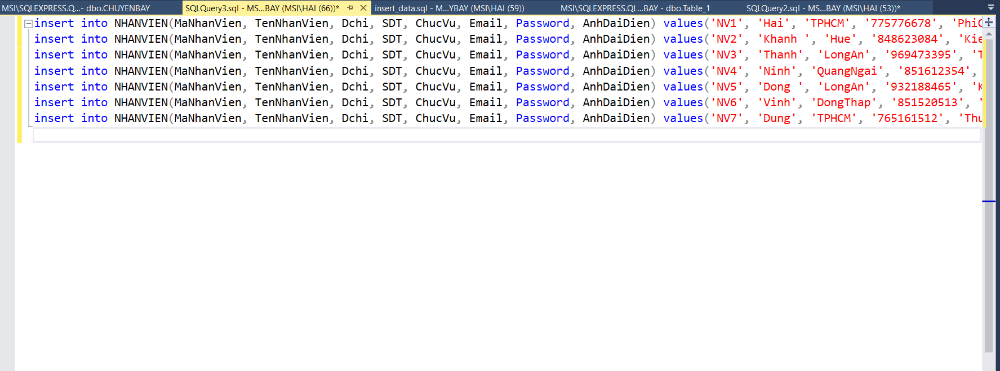 MSI\SQLEXPRESS.Q...- dbo.CHUYENBAY SQLQuery3.sql - MS...BAY (MSI\HAI (66))* insert_data.sql - M...YBAY (MSI\HAI (59)) MSI\SQLEXPRESS.QL...BAY - dbo.Table_1 SQLQuery2.sql - MS...BAY (MSI\HAI (53))*
insert into NHANVIEN(MaNhanVien, TenNhanVien, Dchi, SDT, ChucVu, Email, Password, AnhDaiDien) values('NV1', 'Hai', 'TPHCM', '775776678', 'PhiC
insert into NHANVIEN(MaNhanVien, TenNhanVien, Dchi, SDT, ChucVu, Email, Password, AnhDaiDien) values('NV2', 'Khanh ', 'Hue', '848623084', 'Kie
insert into NHANVIEN(MaNhanVien, TenNhanVien, Dchi, SDT, ChucVu, Email, Password, AnhDaiDien) values('NV3', 'Thanh', 'LongAn', '969473395', 'T
insert into NHANVIEN(MaNhanVien, TenNhanVien, Dchi, SDT, ChucVu, Email, Password, AnhDaiDien) values('NV4', 'Ninh', 'QuangNgai', '851612354',
insert into NHANVIEN(MaNhanVien, TenNhanVien, Dchi, SDT, ChucVu, Email, Password, AnhDaiDien) values('NV5', 'Dong ', 'LongAn', '932188465', 'K
insert into NHANVIEN(MaNhanVien, TenNhanVien, Dchi, SDT, ChucVu, Email, Password, AnhDaiDien) values('NV6', 'Vinh', 'DongThap', '851520513', '
insert into NHANVIEN(MaNhanVien, TenNhanVien, Dchi, SDT, ChucVu, Email, Password, AnhDaiDien) values('NV7', 'Dung', 'TPHCM', '765161512', 'Thu